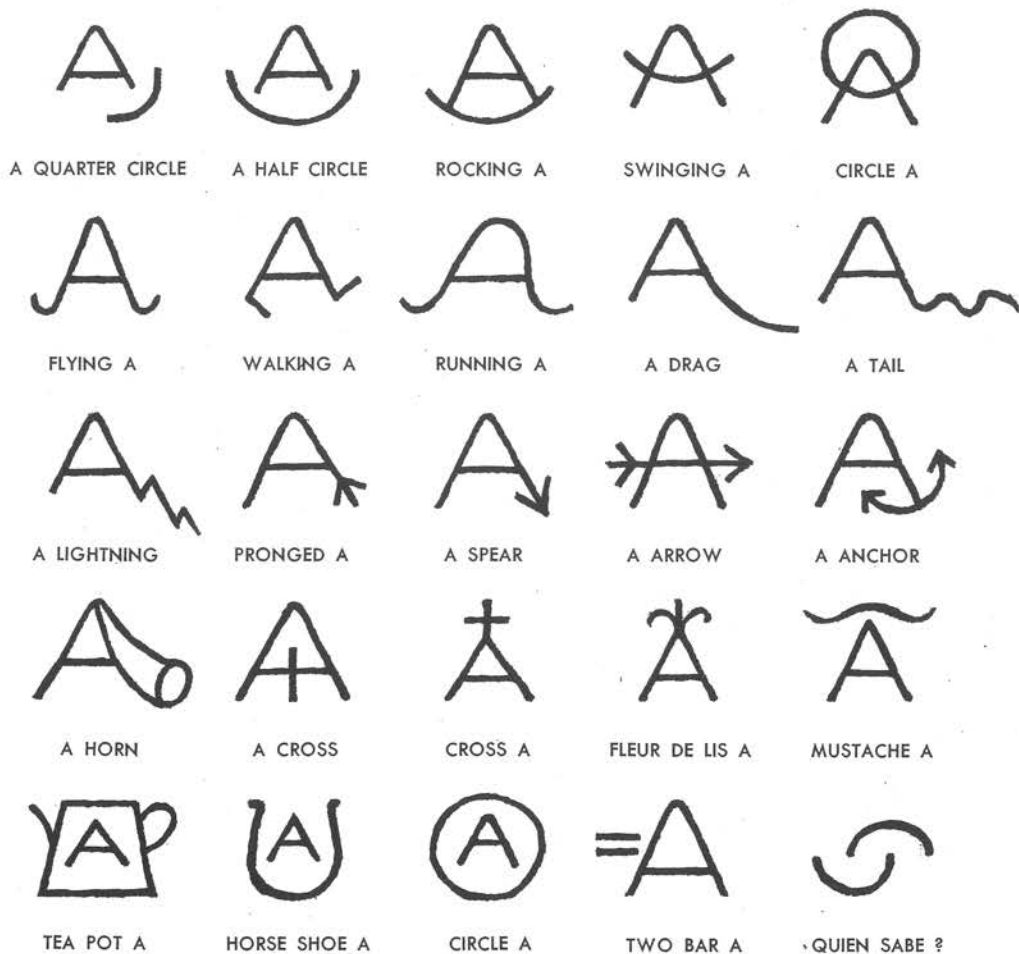 A QUARTER CIRCLE A HALF CIRCLE ROCKING A SWINGING A CIRCLE A
FLYING A WALKING A RUNNING A A DRAG A TAIL
A LIGHTNING PRONGED A A SPEAR A ARROW A ANCHOR
A HORN A CROSS CROSS A FLEUR DE LIS A MUSTACHE A
TEA POT A HORSE SHOE A CIRCLE A TWO BAR A QUIEN SABE ?